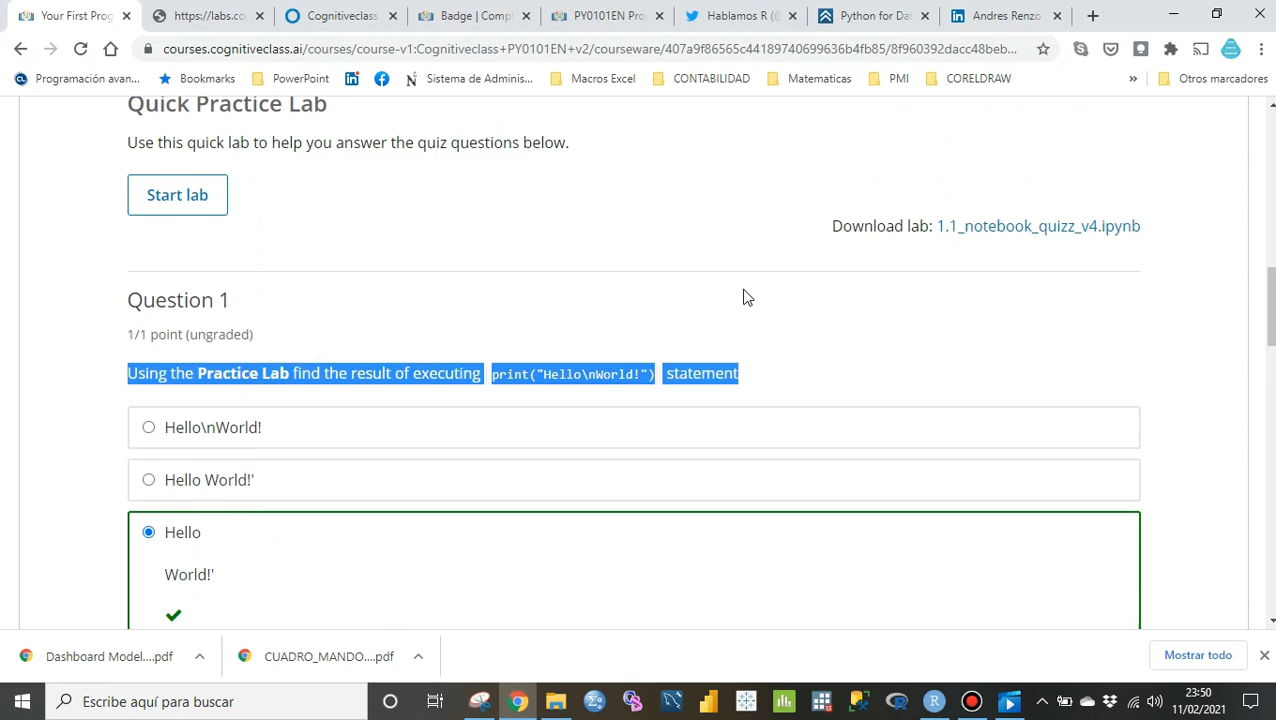 Your First Prog
https://labs.co
Cognitiveclass
Badge | Compl
PY0101EN Pro
Hablamos R (@
Python for Dat
Andres Renzo
courses.cognitiveclass.ai/courses/course-v1:Cognitiveclass+PY0101EN+v2/courseware/407a9f86565c44189740699636b4fb85/8f960392dacc48beb...
Programación avan...
Bookmarks
PowerPoint
Sistema de Adminis...
Macros Excel
CONTABILIDAD
Matematicas
PMI
CORELDRAW
»
Otros marcadores
Quick Practice Lab
Use this quick lab to help you answer the quiz questions below.
Start lab
Download lab: 1.1_notebook_quizz_v4.ipynb
Question 1
1/1 point (ungraded)
Using the Practice Lab find the result of executing print("Hello\nWorld!") statement
Hello\nWorld!
Hello World!'
Hello
World!'
Dashboard Model....pdf
CUADRO_MANDO....pdf
Mostrar todo
Escribe aquí para buscar
23:50
11/02/2021